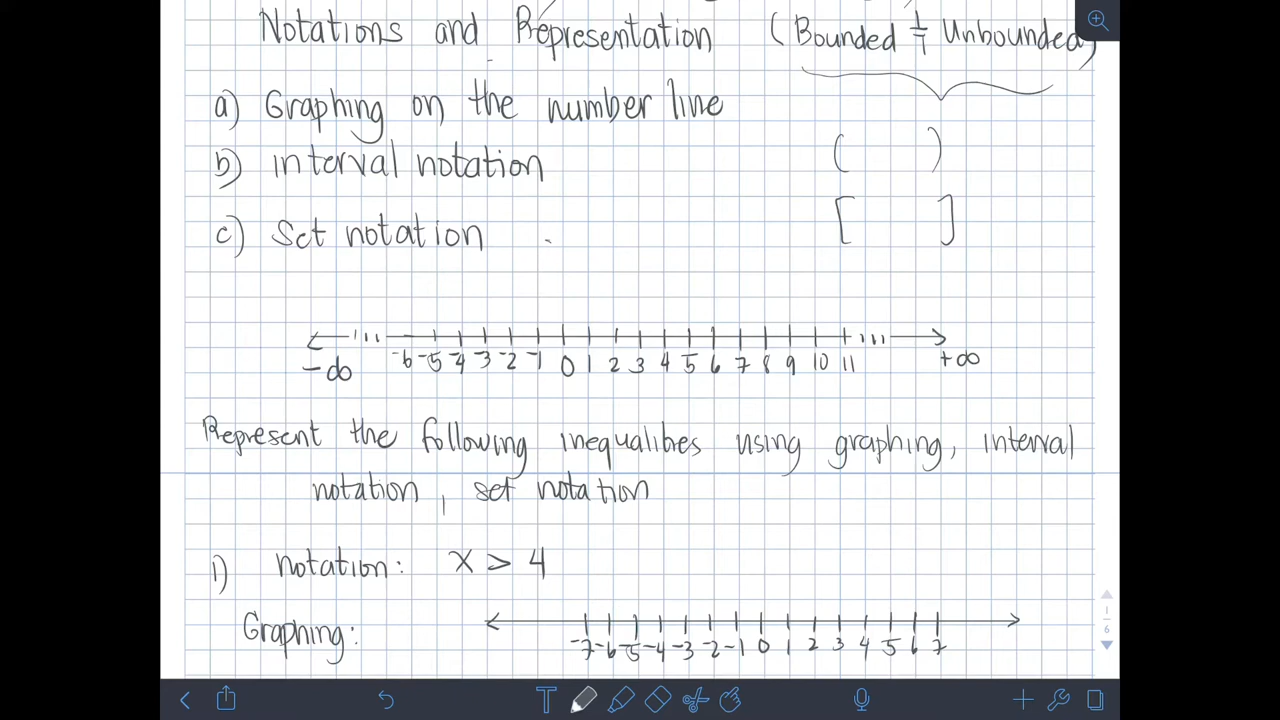 Notations and Representation (Bounded & Unbounded)
a) Graphing on the number line
( )
b) interval notation
[ ]
c) Set notation
... -6 -5 -4 -3 -2 -1 0 1 2 3 4 5 6 7 8 9 10 11 ...
-∞ +∞
Represent the following inequalities using graphing, interval
notation, set notation
1) notation: x > 4
Graphing:
-7 -6 -5 -4 -3 -2 -1 0 1 2 3 4 5 6 7
1
6
T